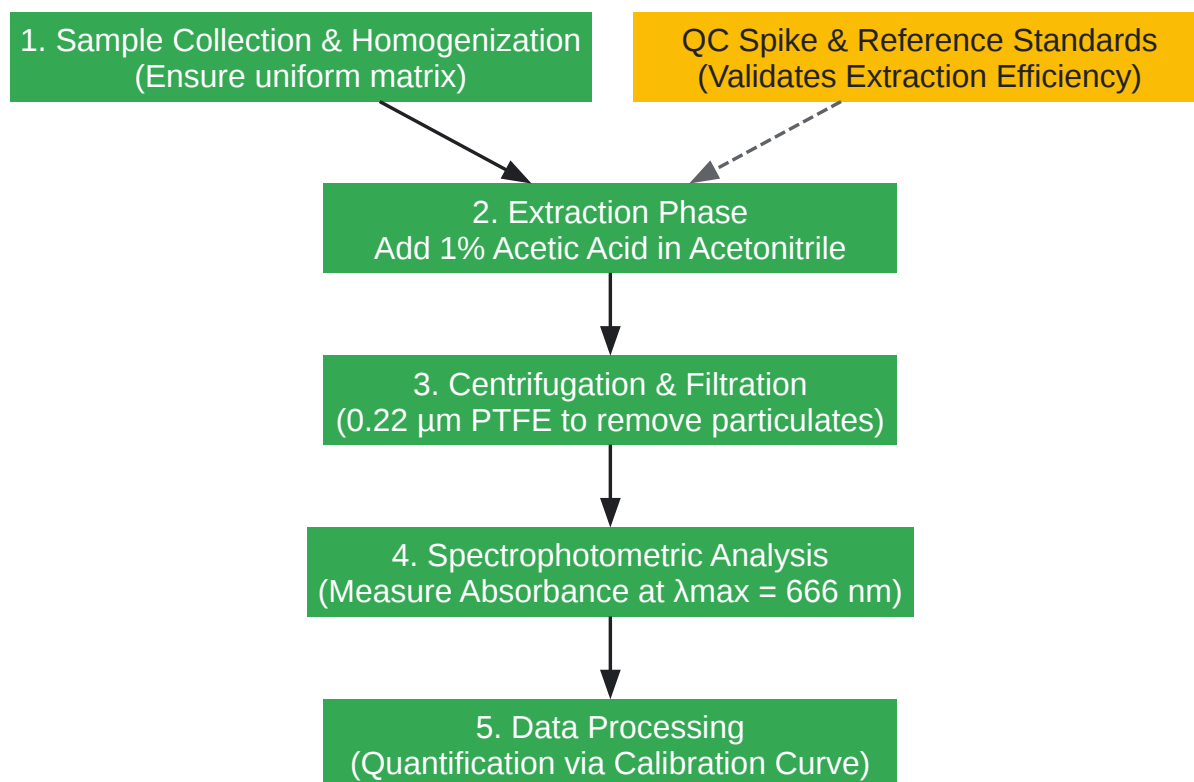 1. Sample Collection & Homogenization
(Ensure uniform matrix)
QC Spike & Reference Standards
(Validates Extraction Efficiency)
2. Extraction Phase
Add 1% Acetic Acid in Acetonitrile
3. Centrifugation & Filtration
(0.22 µm PTFE to remove particulates)
4. Spectrophotometric Analysis
(Measure Absorbance at λmax = 666 nm)
5. Data Processing
(Quantification via Calibration Curve)